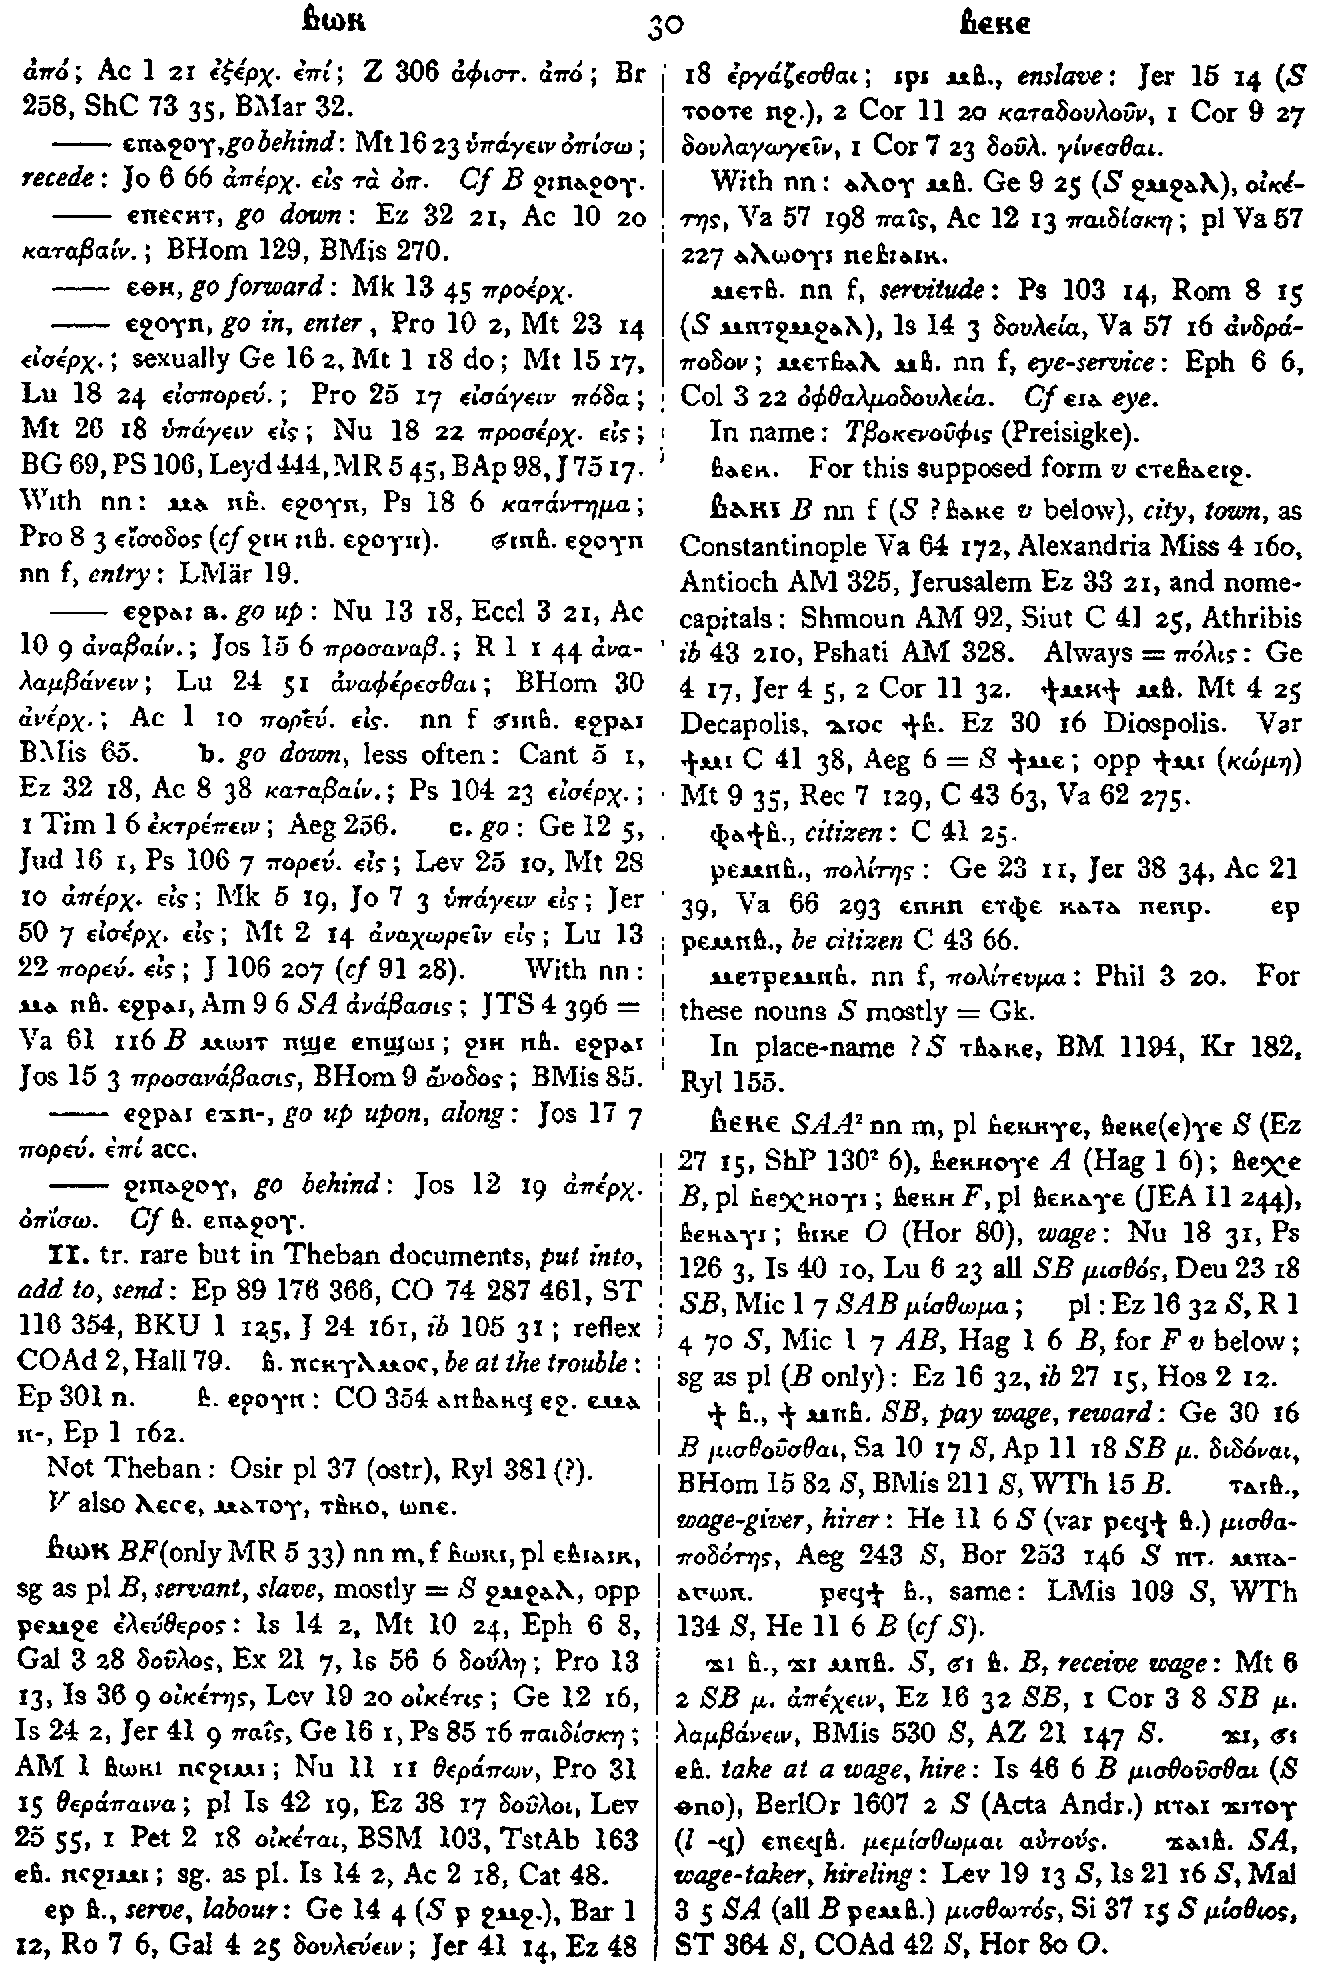 ⲃⲱⲕ 30 ⲃⲉⲕⲉ
ἀπό; Ac 1 21 ἐξέρχ. ἐπί; Z 306 ἀφιστ. ἀπό; Br
258, ShC 73 35, BMar 32.
—— ⲉⲡⲁϩⲟⲩ, go behind: Mt 16 23 ὑπάγειν ὀπίσω;
recede: Jo 6 66 ἀπέρχ. εἰς τὰ ὀπ. Cf B ϩⲓⲡⲁϩⲟⲩ.
—— ⲉⲡⲉⲥⲏⲧ, go down: Ez 32 21, Ac 10 20
καταβαίν.; BHom 129, BMis 270.
—— ⲉⲑⲏ, go forward: Mk 13 45 προέρχ.
—— ⲉϩⲟⲩⲛ, go in, enter, Pro 10 2, Mt 23 14
εἰσέρχ.; sexually Ge 16 2, Mt 1 18 do; Mt 15 17,
Lu 18 24 εἰσπορεύ.; Pro 25 17 εἰσάγειν πόδα;
Mt 26 18 ὑπάγειν εἰς; Nu 18 22 προσέρχ. εἰς;
BG 69, PS 106, Leyd 444, MR 5 45, BAp 98, J 75 17.
With nn: ⲙⲁ ⲛⲃ. ⲉϩⲟⲩⲛ, Ps 18 6 κατάντημα;
Pro 8 3 εἴσοδος (cf ϩⲓⲏ ⲛⲃ. ⲉϩⲟⲩⲛ). ϭⲓⲛⲃ. ⲉϩⲟⲩⲛ
nn f, entry: LMär 19.
—— ⲉϩⲣⲁⲓ a. go up: Nu 13 18, Eccl 3 21, Ac
10 9 ἀναβαίν.; Jos 15 6 προσαναβ.; R 1 1 44 ἀνα-
λαμβάνειν; Lu 24 51 ἀναφέρεσθαι; BHom 30
ἀνέρχ.; Ac 1 10 πορεύ. εἰς. nn f ϭⲓⲛⲃ. ⲉϩⲣⲁⲓ
BMis 65. b. go down, less often: Cant 5 1,
Ez 32 18, Ac 8 38 καταβαίν.; Ps 104 23 εἰσέρχ.;
1 Tim 1 6 ἐκτρέπειν; Aeg 256. c. go: Ge 12 5,
Jud 16 1, Ps 106 7 πορεύ. εἰς; Lev 25 10, Mt 28
10 ἀπέρχ. εἰς; Mk 5 19, Jo 7 3 ὑπάγειν εἰς; Jer
50 7 εἰσέρχ. εἰς; Mt 2 14 ἀναχωρεῖν εἰς; Lu 13
22 πορεύ. εἰς; J 106 207 (cf 91 28). With nn:
ⲙⲁ ⲛⲃ. ⲉϩⲣⲁⲓ, Am 9 6 SA ἀνάβασις; JTS 4 396 =
Va 61 116 B ⲙⲱⲓⲧ ⲛϣⲉ ⲉⲡϣⲱⲓ; ϩⲓⲏ ⲛⲃ. ⲉϩⲣⲁⲓ
Jos 15 3 προσανάβασις, BHom 9 ἄνοδος; BMis 85.
—— ⲉϩⲣⲁⲓ ⲉϫⲛ-, go up upon, along: Jos 17 7
πορεύ. ἐπί acc.
—— ϩⲓⲡⲁϩⲟⲩ, go behind: Jos 12 19 ἀπέρχ.
ὀπίσω. Cf ⲃ. ⲉⲡⲁϩⲟⲩ.
II. tr. rare but in Theban documents, put into,
add to, send: Ep 89 176 366, CO 74 287 461, ST
116 354, BKU 1 125, J 24 161, ib 105 31; reflex
COAd 2, Hall 79. ⲃ. ⲡⲥⲕⲩⲗⲙⲟⲥ, be at the trouble:
Ep 301 n. ⲃ. ⲉϩⲟⲩⲛ: CO 354 ⲁⲛⲃⲁⲕϥ ⲉϩ. ⲉⲙⲁ
ⲛ-, Ep 1 162.
Not Theban: Osir pl 37 (ostr), Ryl 381 (?).
V also ⲗⲉⲥⲉ, ⲙⲁⲧⲟⲩ, ⲧⲃⲕⲟ, ⲱⲛⲉ.
ⲃⲱⲕ BF (only MR 5 33) nn m, f ⲃⲱⲕⲓ, pl ⲉⲃⲓⲁⲓⲕ,
sg as pl B, servant, slave, mostly = S ϩⲙϩⲁⲗ, opp
ⲣⲉⲙϩⲉ ἐλεύθερος: Is 14 2, Mt 10 24, Eph 6 8,
Gal 3 28 δοῦλος, Ex 21 7, Is 56 6 δούλη; Pro 13
13, Is 36 9 οἰκέτης, Lev 19 20 οἰκέτις; Ge 12 16,
Is 24 2, Jer 41 9 παῖς, Ge 16 1, Ps 85 16 παιδίσκη;
AM 1 ⲃⲱⲕⲓ ⲛⲥϩⲓⲙⲓ; Nu 11 11 θεράπων, Pro 31
15 θεράπαινα; pl Is 42 19, Ez 38 17 δοῦλοι, Lev
25 55, 1 Pet 2 18 οἰκέται, BSM 103, TstAb 163
ⲉⲃ. ⲛⲥϩⲓⲙⲓ; sg. as pl. Is 14 2, Ac 2 18, Cat 48.
ⲉⲣ ⲃ., serve, labour: Ge 14 4 (S ⲣ ϩⲙϩ.), Bar 1
12, Ro 7 6, Gal 4 25 δουλεύειν; Jer 41 14, Ez 48
18 ἐργάζεσθαι; ⲓⲣⲓ ⲙⲃ., enslave: Jer 15 14 (S
ⲧⲟⲟⲧⲉ ⲛϩ.), 2 Cor 11 20 καταδουλοῦν, 1 Cor 9 27
δουλαγωγεῖν, 1 Cor 7 23 δοῦλ. γίνεσθαι.
With nn: ⲁⲗⲟⲩ ⲙⲃ. Ge 9 25 (S ϩⲙϩⲁⲗ), οἰκέ-
της, Va 57 198 παῖς, Ac 12 13 παιδίσκη; pl Va 57
227 ⲁⲗⲱⲟⲩⲓ ⲛⲉⲃⲓⲁⲓⲕ.
ⲙⲉⲧⲃ. nn f, servitude: Ps 103 14, Rom 8 15
(S ⲙⲛⲧϩⲙϩⲁⲗ), Is 14 3 δουλεία, Va 57 16 ἀνδρά-
ποδον; ⲙⲉⲧⲃⲁⲗ ⲙⲃ. nn f, eye-service: Eph 6 6,
Col 3 22 ὀφθαλμοδουλεία. Cf ⲉⲓⲁ eye.
In name: Τβοκενοῦφις (Preisigke).
ⲃⲁⲉⲕ. For this supposed form v ⲥⲧⲉⲃⲁⲉⲓϩ.
ⲃⲁⲕⲓ B nn f (S ? ⲃⲁⲕⲉ v below), city, town, as
Constantinople Va 64 172, Alexandria Miss 4 160,
Antioch AM 325, Jerusalem Ez 33 21, and nome-
capitals: Shmoun AM 92, Siut C 41 25, Athribis
ib 43 210, Pshati AM 328. Always = πόλις: Ge
4 17, Jer 4 5, 2 Cor 11 32. ϯⲙⲏϯ ⲙⲃ. Mt 4 25
Decapolis, ϫⲓⲟⲥ ϯⲃ. Ez 30 16 Diospolis. Var
ϯⲙⲓ C 41 38, Aeg 6 = S ϯⲙⲉ; opp ϯⲙⲓ (κώμη)
Mt 9 35, Rec 7 129, C 43 63, Va 62 275.
ⲫⲁϯⲃ., citizen: C 41 25.
ⲣⲉⲙⲛⲃ., πολίτης: Ge 23 11, Jer 38 34, Ac 21
39, Va 66 293 ⲉⲡⲏⲡ ⲉⲧⲫⲉ ⲕⲁⲧⲁ ⲡⲉⲡⲣ. ⲉⲣ
ⲣⲉⲙⲛⲃ., be citizen C 43 66.
ⲙⲉⲧⲣⲉⲙⲛⲃ. nn f, πολίτευμα: Phil 3 20. For
these nouns S mostly = Gk.
In place-name ? S ⲧⲃⲁⲕⲉ, BM 1194, Kr 182,
Ryl 155.
ⲃⲉⲕⲉ SAA² nn m, pl ⲃⲉⲕⲏⲩⲉ, ⲃⲉⲕⲉ(ⲉ)ⲩⲉ S (Ez
27 15, ShP 130² 6), ⲃⲉⲕⲏⲟⲩⲉ A (Hag 1 6); ⲃⲉⲭⲉ
B, pl ⲃⲉⲭⲏⲟⲩⲓ; ⲃⲉⲕⲏ F, pl ⲃⲉⲕⲁⲩⲉ (JEA 11 244),
ⲃⲉⲕⲁⲩⲓ; ⲃⲓⲕⲉ O (Hor 80), wage: Nu 18 31, Ps
126 3, Is 40 10, Lu 6 23 all SB μισθός, Deu 23 18
SB, Mic 1 7 SAB μίσθωμα; pl: Ez 16 32 S, R 1
4 70 S, Mic 1 7 AB, Hag 1 6 B, for F v below;
sg as pl (B only): Ez 16 32, ib 27 15, Hos 2 12.
ϯ ⲃ., ϯ ⲙⲡⲃ. SB, pay wage, reward: Ge 30 16
B μισθοῦσθαι, Sa 10 17 S, Ap 11 18 SB μ. διδόναι,
BHom 15 82 S, BMis 211 S, WTh 15 B. ⲧⲁⲓⲃ.,
wage-giver, hirer: He 11 6 S (var ⲣⲉϥϯ ⲃ.) μισθα-
ποδότης, Aeg 243 S, Bor 253 146 S ⲡⲧ. ⲙⲡⲁ-
ⲁⲅⲱⲛ. ⲣⲉϥϯ ⲃ., same: LMis 109 S, WTh
134 S, He 11 6 B (cf S).
ϫⲓ ⲃ., ϫⲓ ⲙⲡⲃ. S, ϭⲓ ⲃ. B, receive wage: Mt 6
2 SB μ. ἀπέχειν, Ez 16 32 SB, 1 Cor 3 8 SB μ.
λαμβάνειν, BMis 530 S, AZ 21 147 S. ϫⲓ, ϭⲓ
ⲉⲃ. take at a wage, hire: Is 46 6 B μισθοῦσθαι (S
ⲑⲛⲟ), BerlOr 1607 2 S (Acta Andr.) ⲛⲧⲁⲓ ϫⲓⲧⲟⲩ
(l -ϥ) ⲉⲡⲉϥⲃ. μεμίσθωμαι αὐτούς. ϫⲁⲓⲃ. SA,
wage-taker, hireling: Lev 19 13 S, Is 21 16 S, Mal
3 5 SA (all B ⲣⲉⲙⲃ.) μισθωτός, Si 37 15 S μίσθιος,
ST 364 S, COAd 42 S, Hor 80 O.